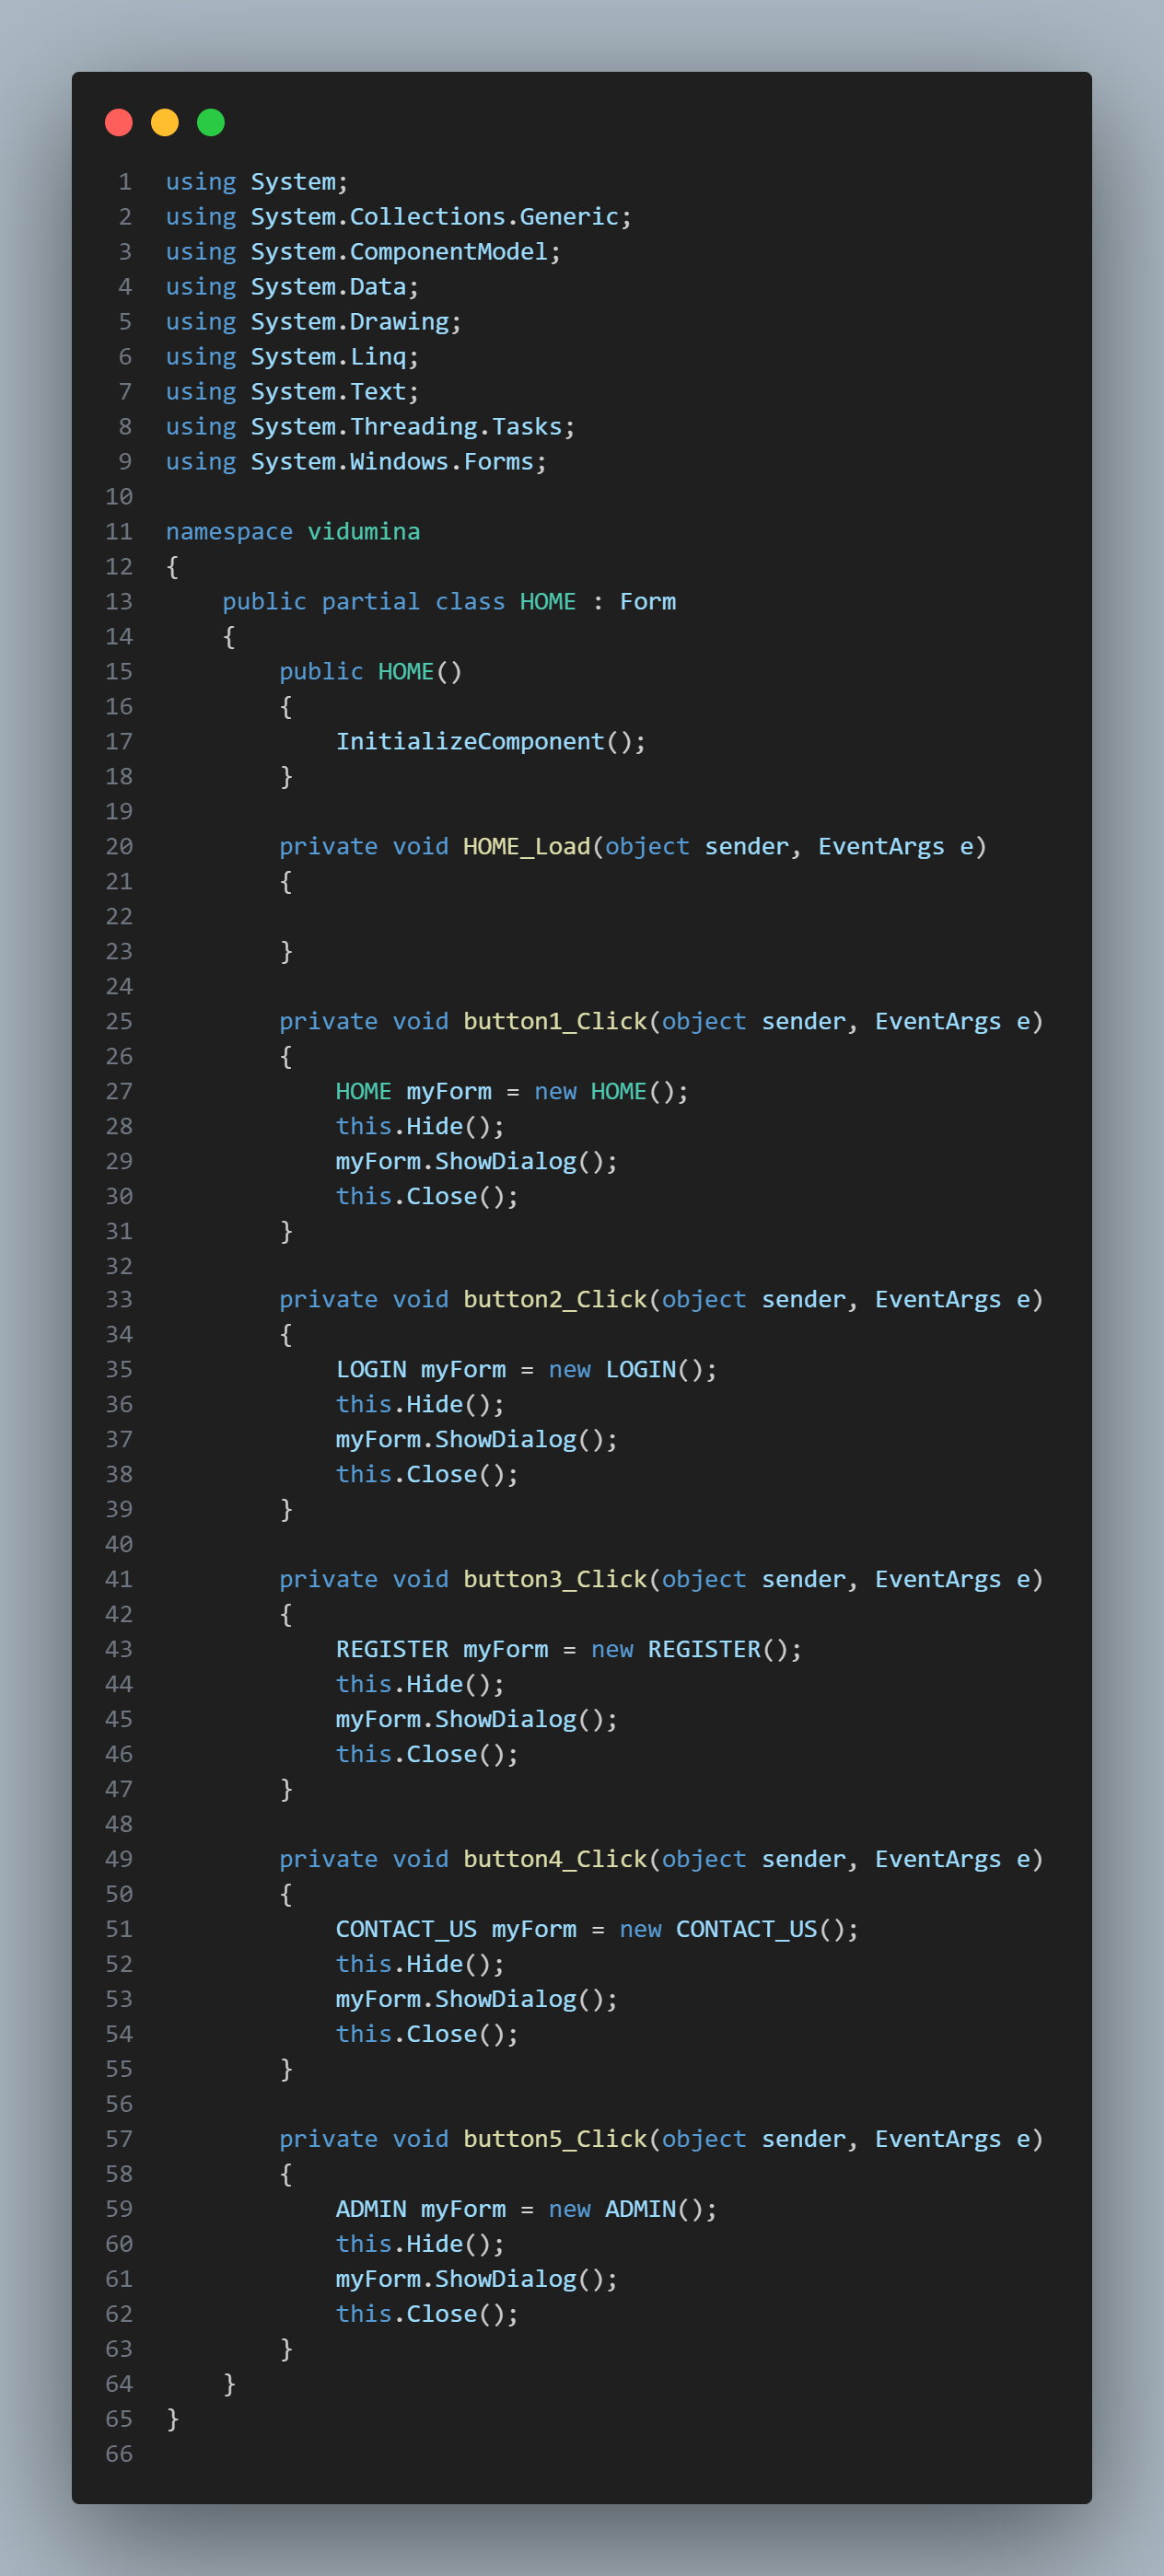 1 using System;
2 using System.Collections.Generic;
3 using System.ComponentModel;
4 using System.Data;
5 using System.Drawing;
6 using System.Linq;
7 using System.Text;
8 using System.Threading.Tasks;
9 using System.Windows.Forms;
10
11 namespace vidumina
12 {
13     public partial class HOME : Form
14     {
15         public HOME()
16         {
17             InitializeComponent();
18         }
19
20         private void HOME_Load(object sender, EventArgs e)
21         {
22
23         }
24
25         private void button1_Click(object sender, EventArgs e)
26         {
27             HOME myForm = new HOME();
28             this.Hide();
29             myForm.ShowDialog();
30             this.Close();
31         }
32
33         private void button2_Click(object sender, EventArgs e)
34         {
35             LOGIN myForm = new LOGIN();
36             this.Hide();
37             myForm.ShowDialog();
38             this.Close();
39         }
40
41         private void button3_Click(object sender, EventArgs e)
42         {
43             REGISTER myForm = new REGISTER();
44             this.Hide();
45             myForm.ShowDialog();
46             this.Close();
47         }
48
49         private void button4_Click(object sender, EventArgs e)
50         {
51             CONTACT_US myForm = new CONTACT_US();
52             this.Hide();
53             myForm.ShowDialog();
54             this.Close();
55         }
56
57         private void button5_Click(object sender, EventArgs e)
58         {
59             ADMIN myForm = new ADMIN();
60             this.Hide();
61             myForm.ShowDialog();
62             this.Close();
63         }
64     }
65 }
66